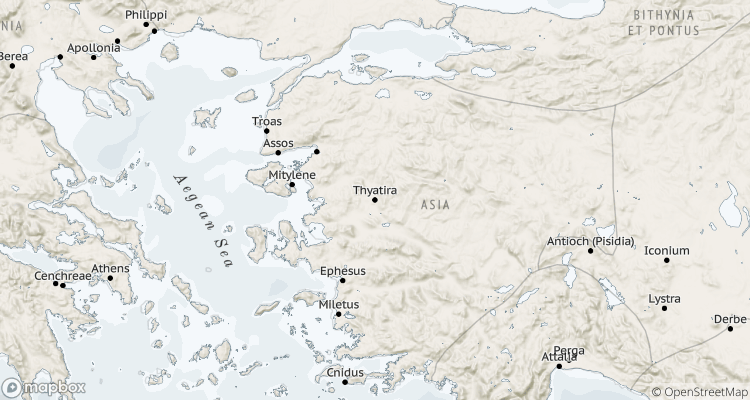 Philippi
BITHYNIA
ET PONTUS
NIA
Apollonia
Berea
Troas
Assos
Mitylene
Thyatira
ASIA
Aegean Sea
Antioch (Pisidia)
Iconium
Cenchreae
Athens
Ephesus
Lystra
Miletus
Derbe
Perga
Attalia
Cnidus
mapbox
© OpenStreetMap